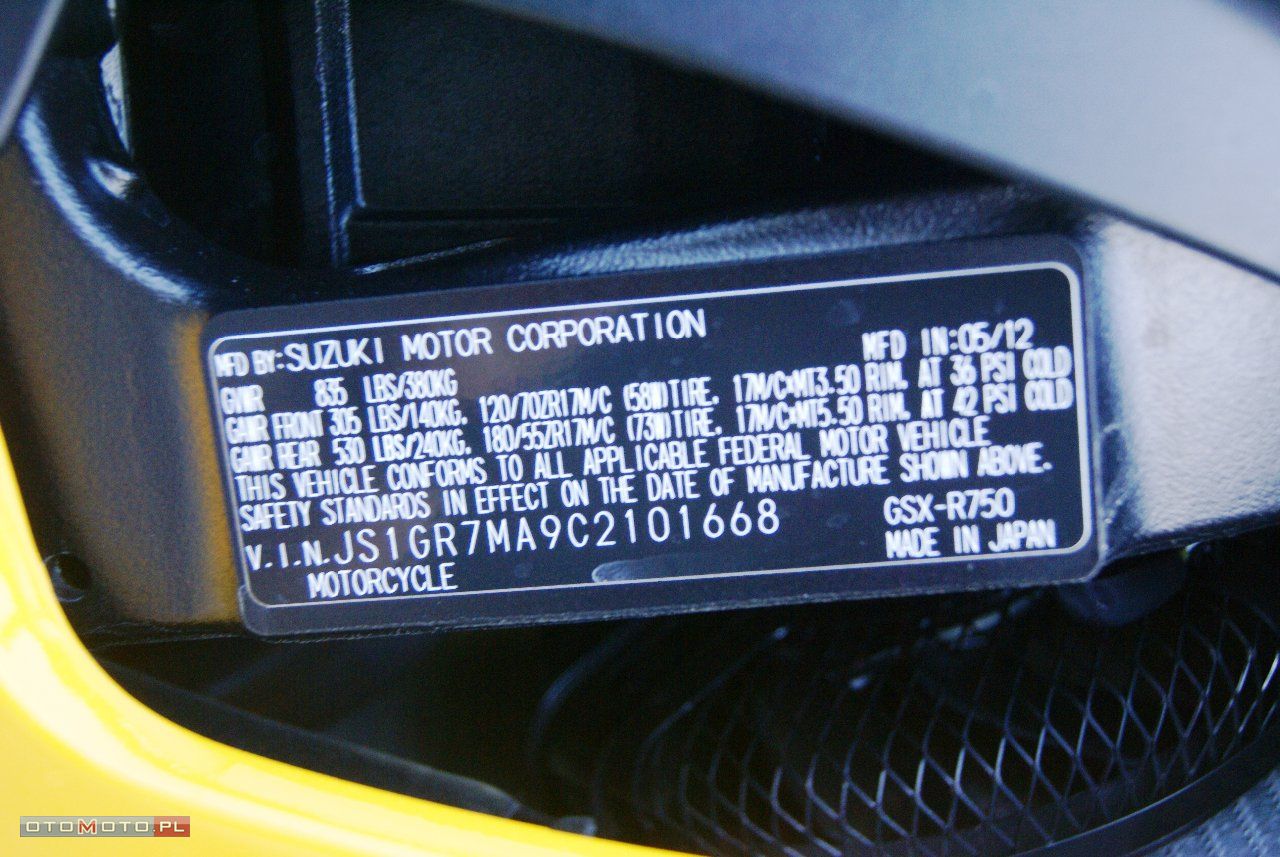 MFD BY:SUZUKI MOTOR CORPORATION
MFD IN:05/12
GVWR 835 LBS/380KG
GAWR FRONT 305 LBS/140KG. 120/70ZR17M/C (58W)TIRE. 17M/C×MT3.50 RIM. AT 36 PSI COLD
GAWR REAR 530 LBS/240KG. 180/55ZR17M/C (73W)TIRE. 17M/C×MT5.50 RIM. AT 42 PSI COLD
THIS VEHICLE CONFORMS TO ALL APPLICABLE FEDERAL MOTOR VEHICLE
SAFETY STANDARDS IN EFFECT ON THE DATE OF MANUFACTURE SHOWN ABOVE.
V.I.N.JS1GR7MA9C2101668
GSX-R750
MOTORCYCLE
MADE IN JAPAN
OTOMOTO.PL